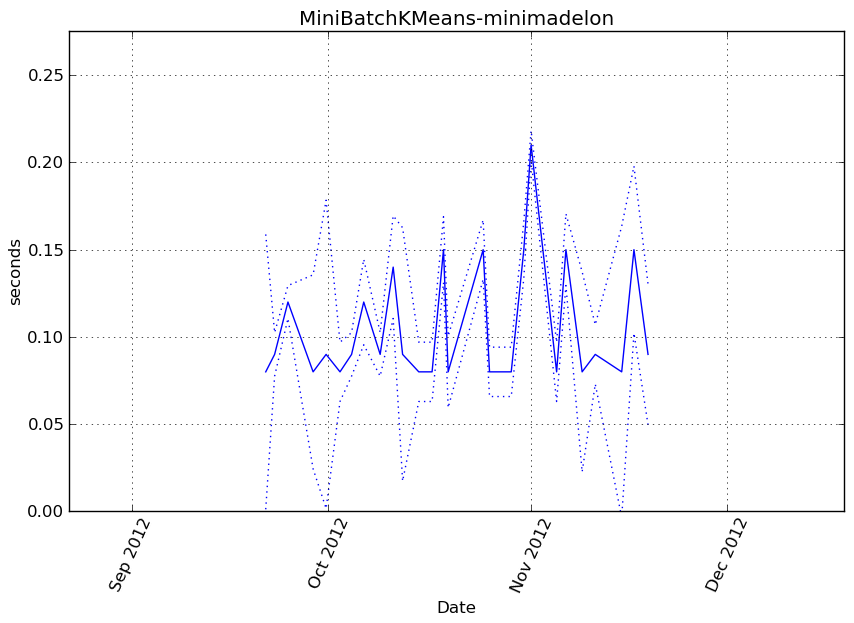 MiniBatchKMeans-minimadelon
0.25
0.20
0.15
0.10
0.05
0.00
seconds
Sep 2012
Oct 2012
Nov 2012
Dec 2012
Date